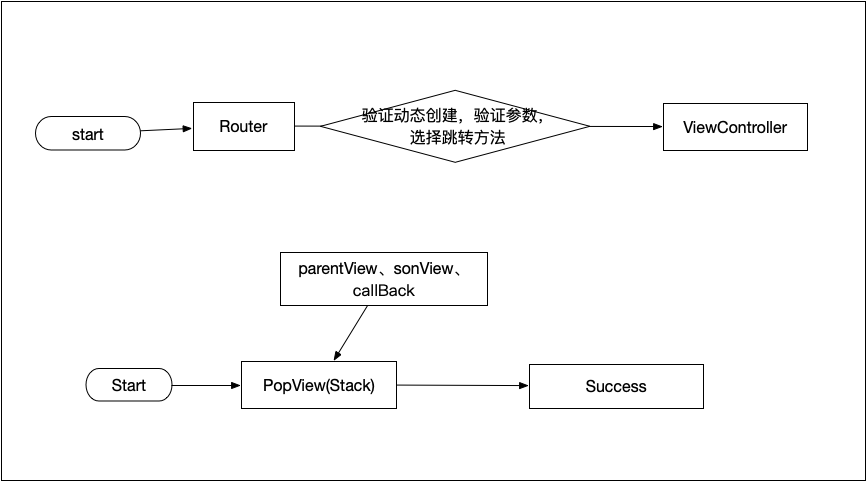 start
Router
验证动态创建，验证参数，
选择跳转方法
ViewController
parentView、sonView、
callBack
Start
PopView(Stack)
Success